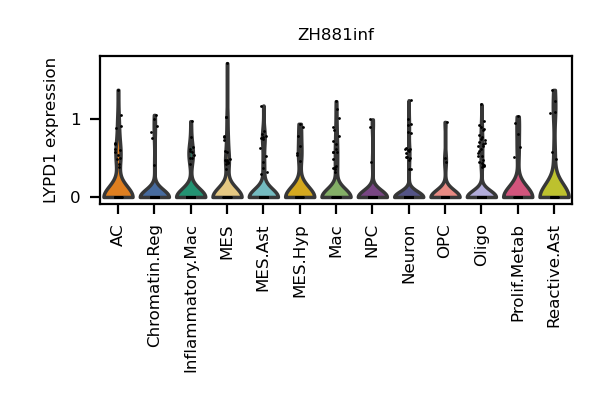 ZH881inf
LYPD1 expression
1
0
AC
Chromatin.Reg
Inflammatory.Mac
MES
MES.Ast
MES.Hyp
Mac
NPC
Neuron
OPC
Oligo
Prolif.Metab
Reactive.Ast